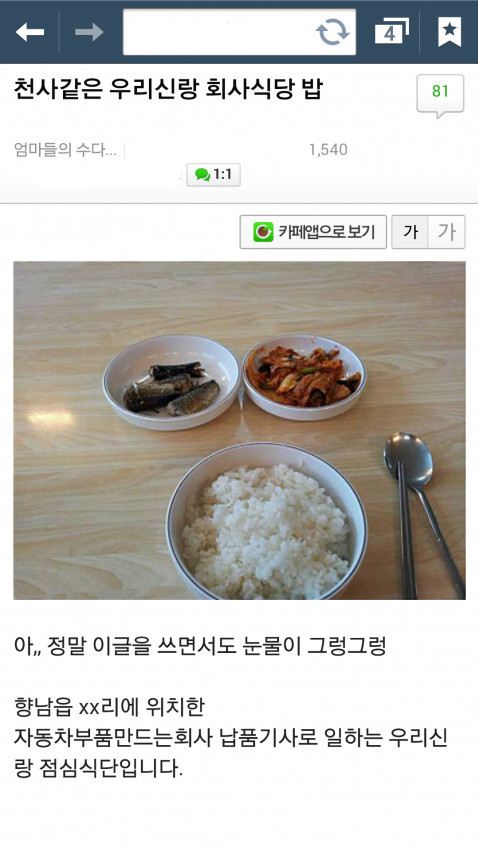 4
천사같은 우리신랑 회사식당 밥
81
엄마들의 수다...
1,540
1:1
카페앱으로 보기
가
가
아,, 정말 이글을 쓰면서도 눈물이 그렁그렁
향남읍 xx리에 위치한
자동차부품만드는회사 납품기사로 일하는 우리신
랑 점심식단입니다.